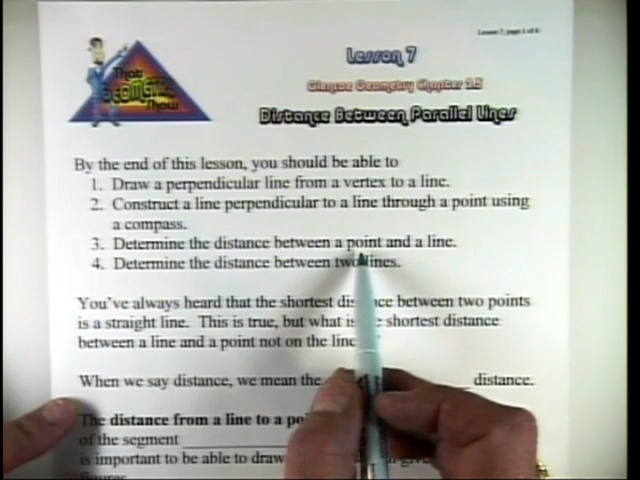 Lesson 7, page 1 of 6
That
GEOMETRY
Show
Lesson 7
Glencoe Geometry Chapter 3.5
Distance Between Parallel Lines
By the end of this lesson, you should be able to
1. Draw a perpendicular line from a vertex to a line.
2. Construct a line perpendicular to a line through a point using
a compass.
3. Determine the distance between a point and a line.
4. Determine the distance between two lines.
You've always heard that the shortest distance between two points
is a straight line. This is true, but what is shortest distance
between a line and a point not on the line
When we say distance, we mean the distance.
The distance from a line to a
of the segment
is important to be able to draw
figures